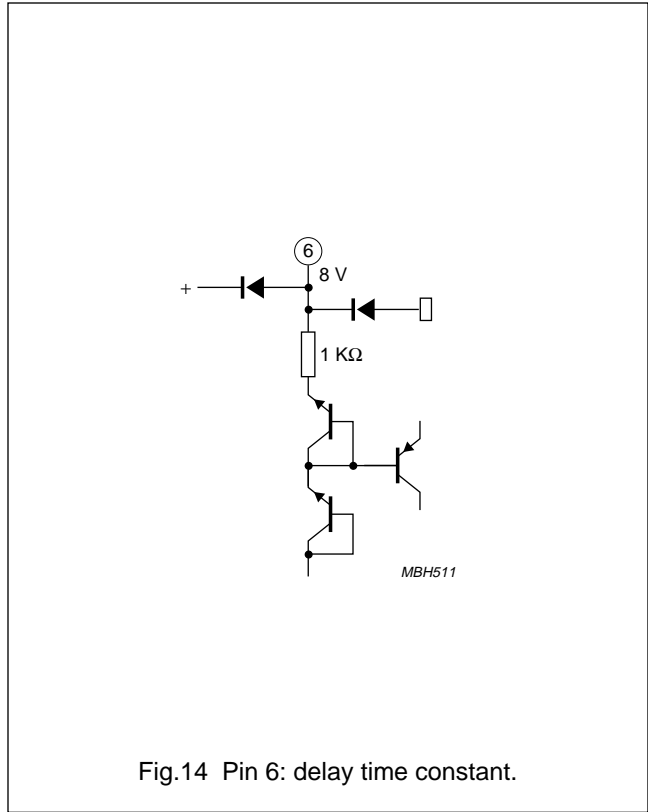 6
8 V
+
1 KΩ
MBH511
Fig.14 Pin 6: delay time constant.